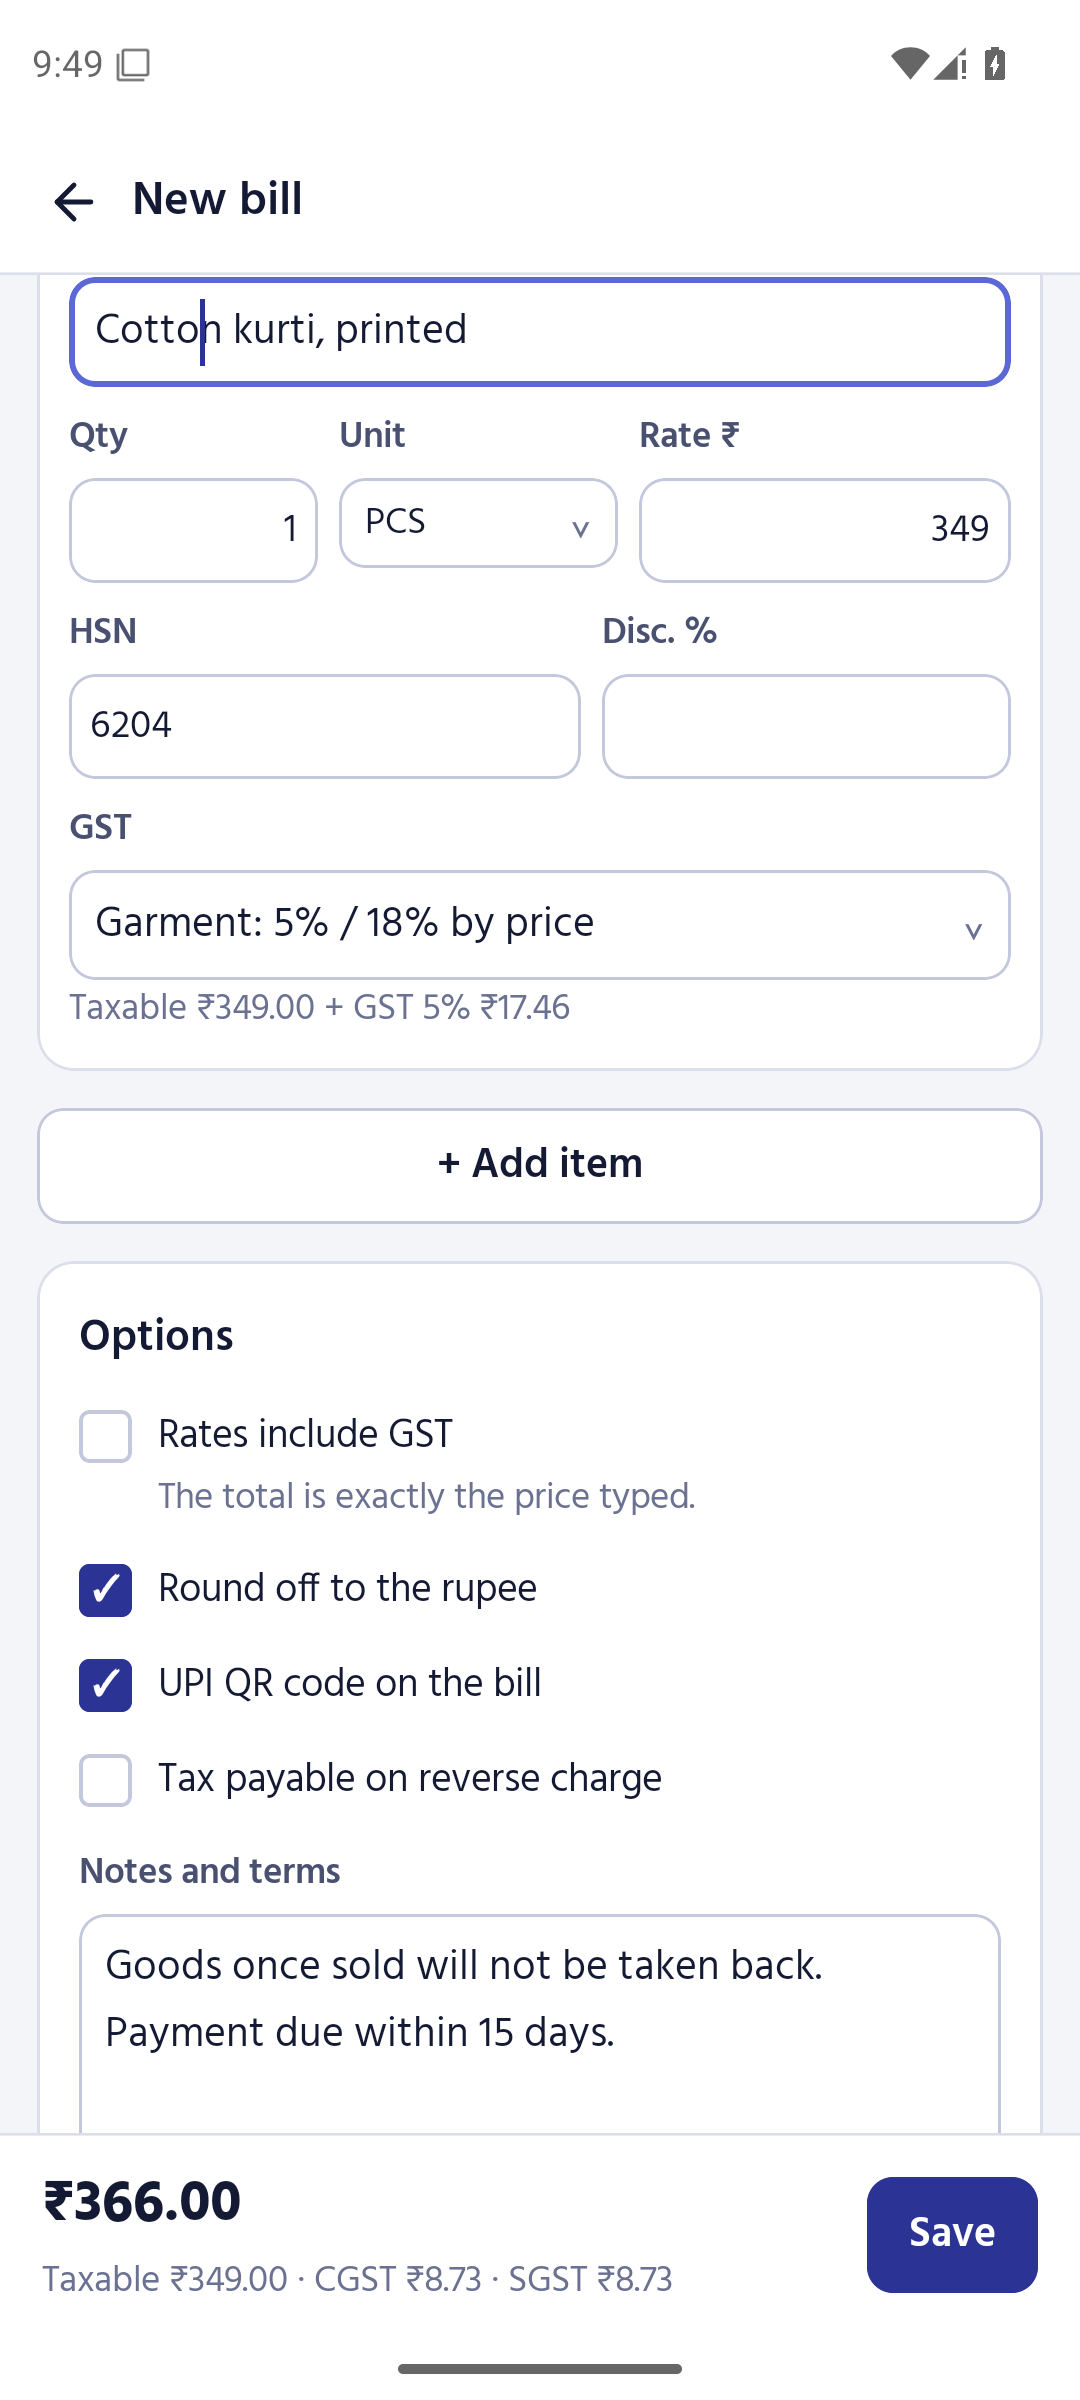 9:49
New bill
Cotton kurti, printed
Qty Unit Rate ₹
1 PCS 349
HSN Disc. %
6204
GST
Garment: 5% / 18% by price
Taxable ₹349.00 + GST 5% ₹17.46
+ Add item
Options
Rates include GST
The total is exactly the price typed.
Round off to the rupee
UPI QR code on the bill
Tax payable on reverse charge
Notes and terms
Goods once sold will not be taken back.
Payment due within 15 days.
₹366.00
Save
Taxable ₹349.00 · CGST ₹8.73 · SGST ₹8.73